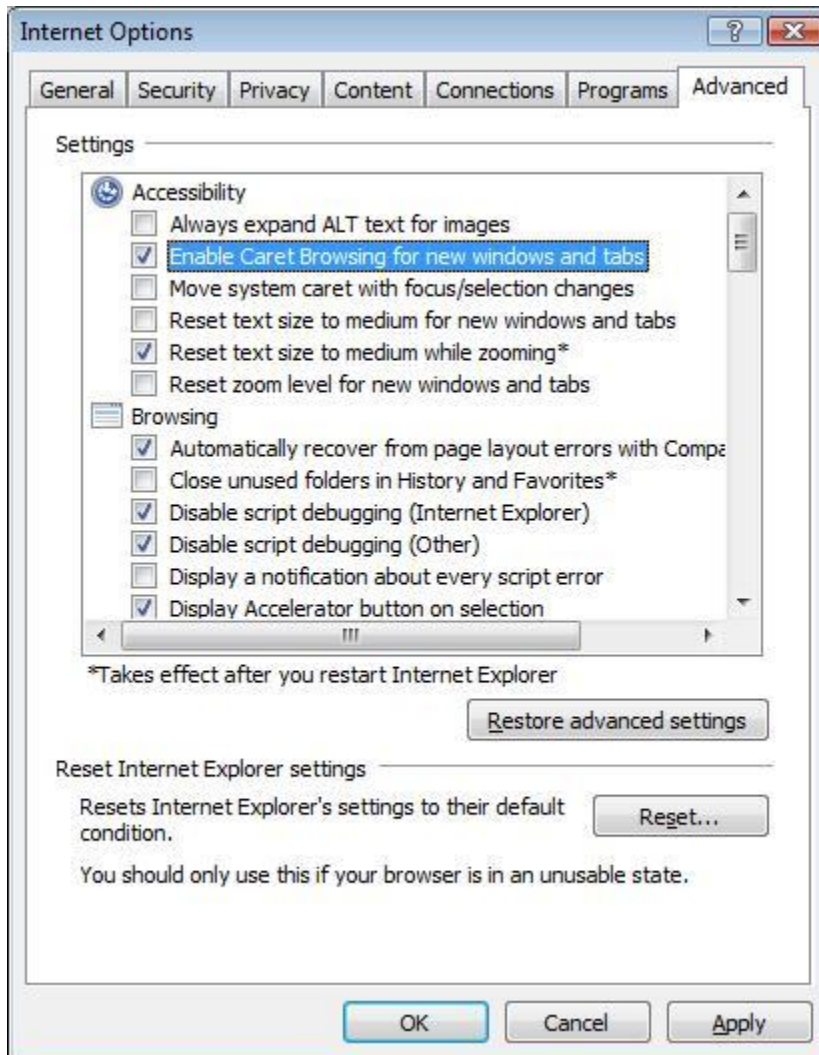 Internet Options
General Security Privacy Content Connections Programs Advanced
Settings
Accessibility
Always expand ALT text for images
Enable Caret Browsing for new windows and tabs
Move system caret with focus/selection changes
Reset text size to medium for new windows and tabs
Reset text size to medium while zooming*
Reset zoom level for new windows and tabs
Browsing
Automatically recover from page layout errors with Compa
Close unused folders in History and Favorites*
Disable script debugging (Internet Explorer)
Disable script debugging (Other)
Display a notification about every script error
Display Accelerator button on selection
*Takes effect after you restart Internet Explorer
Restore advanced settings
Reset Internet Explorer settings
Resets Internet Explorer's settings to their default
condition.
Reset...
You should only use this if your browser is in an unusable state.
OK Cancel Apply